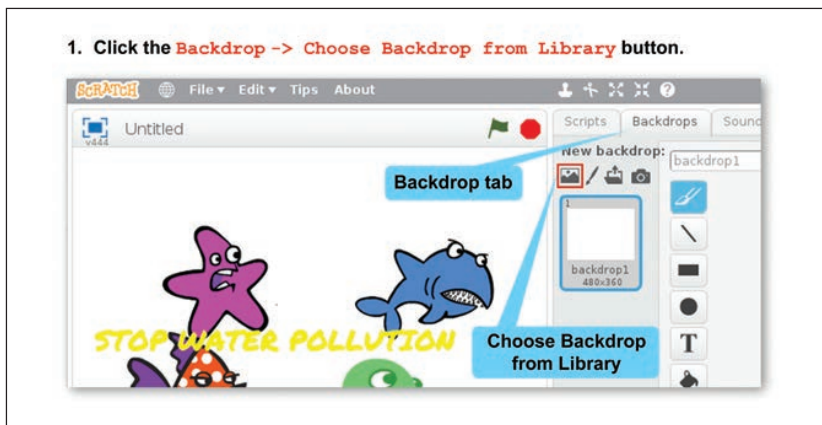 1. Click the Backdrop -> Choose Backdrop from Library button.
SCRATCH File ▾ Edit ▾ Tips About
Untitled
v444
Scripts Backdrops Sound
New backdrop:
backdrop1
Backdrop tab
1
backdrop1
480x360
STOP WATER POLLUTION
Choose Backdrop
from Library
T